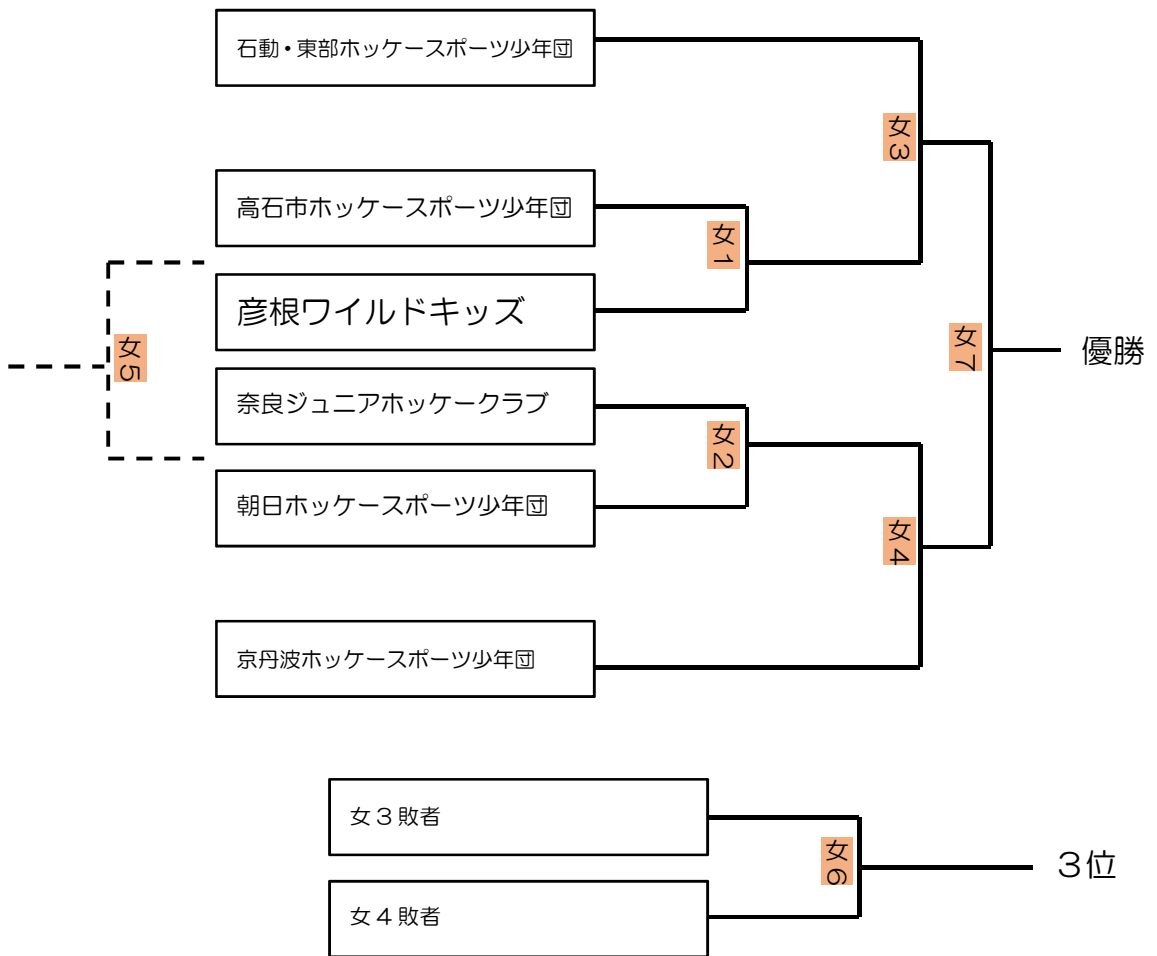 石動・東部ホッケースポーツ少年団
女３
高石市ホッケースポーツ少年団
女１
彦根ワイルドキッズ
女５
女７
優勝
奈良ジュニアホッケークラブ
女２
朝日ホッケースポーツ少年団
女４
京丹波ホッケースポーツ少年団
女３敗者
女６
３位
女４敗者